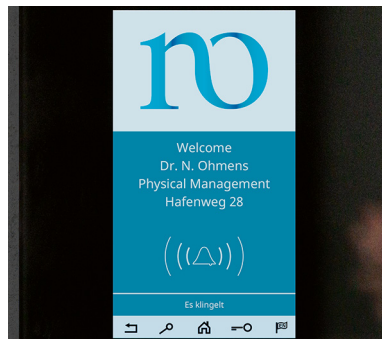 no
Welcome
Dr. N. Ohmens
Physical Management
Hafenweg 28
Es klingelt